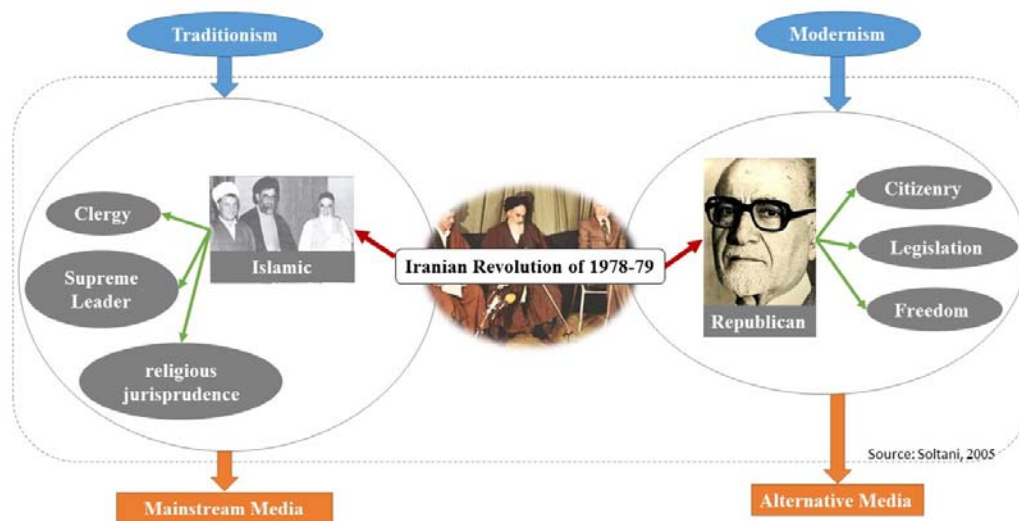 Traditionism
Modernism
Clergy
Supreme
Leader
religious
jurisprudence
Islamic
Iranian Revolution of 1978-79
Republican
Citizenry
Legislation
Freedom
Source: Soltani, 2005
Mainstream Media
Alternative Media